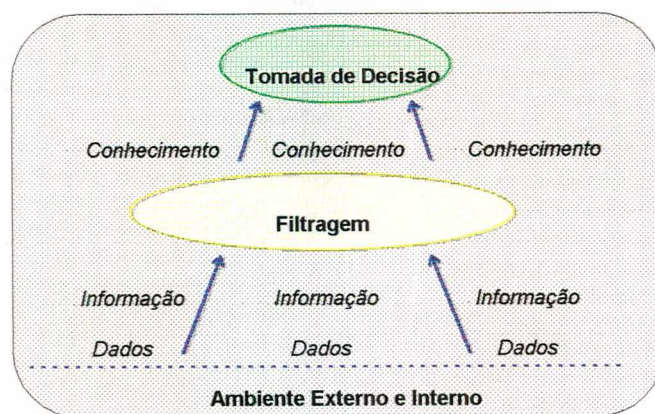 Tomada de Decisão
Conhecimento Conhecimento Conhecimento
Filtragem
Informação Informação Informação
Dados Dados Dados
Ambiente Externo e Interno